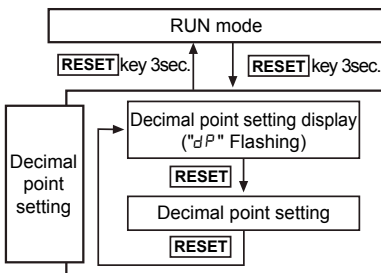 RUN mode
RESET key 3sec. RESET key 3sec.
Decimal point setting display
("dP" Flashing)
RESET
Decimal
point
setting
Decimal point setting
RESET